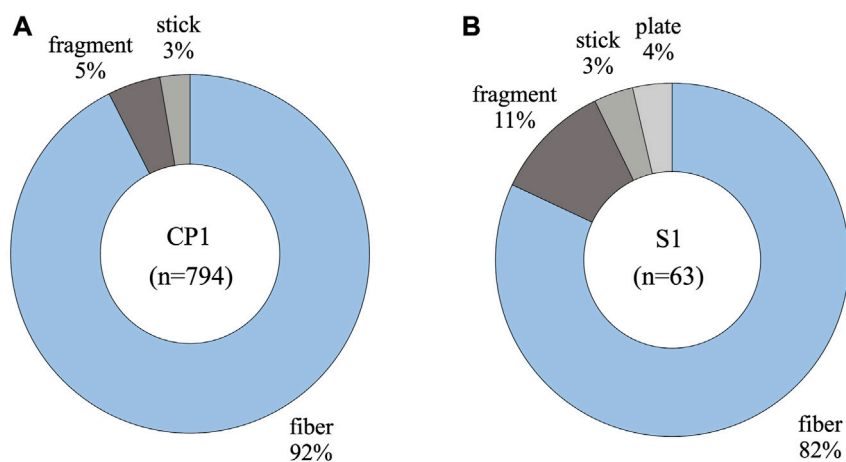 A
fragment
5%
stick
3%
CP1
(n=794)
fiber
92%
B
fragment
11%
stick
3%
plate
4%
S1
(n=63)
fiber
82%